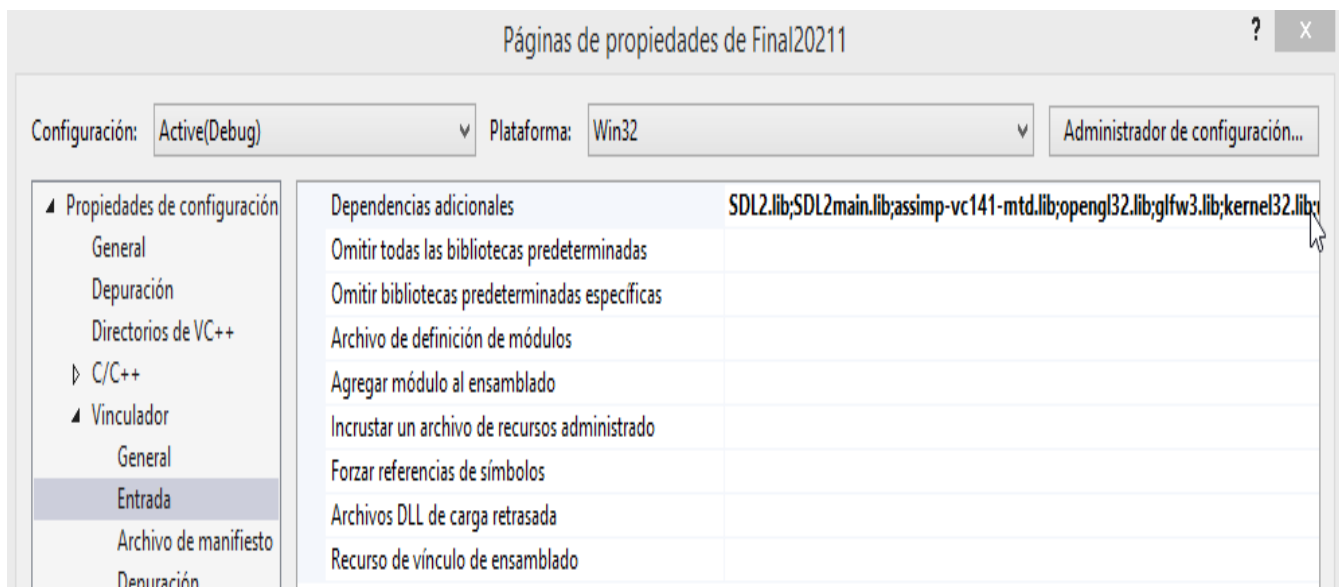 Páginas de propiedades de Final20211
? X
Configuración: Active(Debug) Plataforma: Win32 Administrador de configuración...
Propiedades de configuración
General
Depuración
Directorios de VC++
C/C++
Vinculador
General
Entrada
Archivo de manifiesto
Depuración
Dependencias adicionales SDL2.lib;SDL2main.lib;assimp-vc141-mtd.lib;opengl32.lib;glfw3.lib;kernel32.lib;
Omitir todas las bibliotecas predeterminadas
Omitir bibliotecas predeterminadas específicas
Archivo de definición de módulos
Agregar módulo al ensamblado
Incrustar un archivo de recursos administrado
Forzar referencias de símbolos
Archivos DLL de carga retrasada
Recurso de vínculo de ensamblado